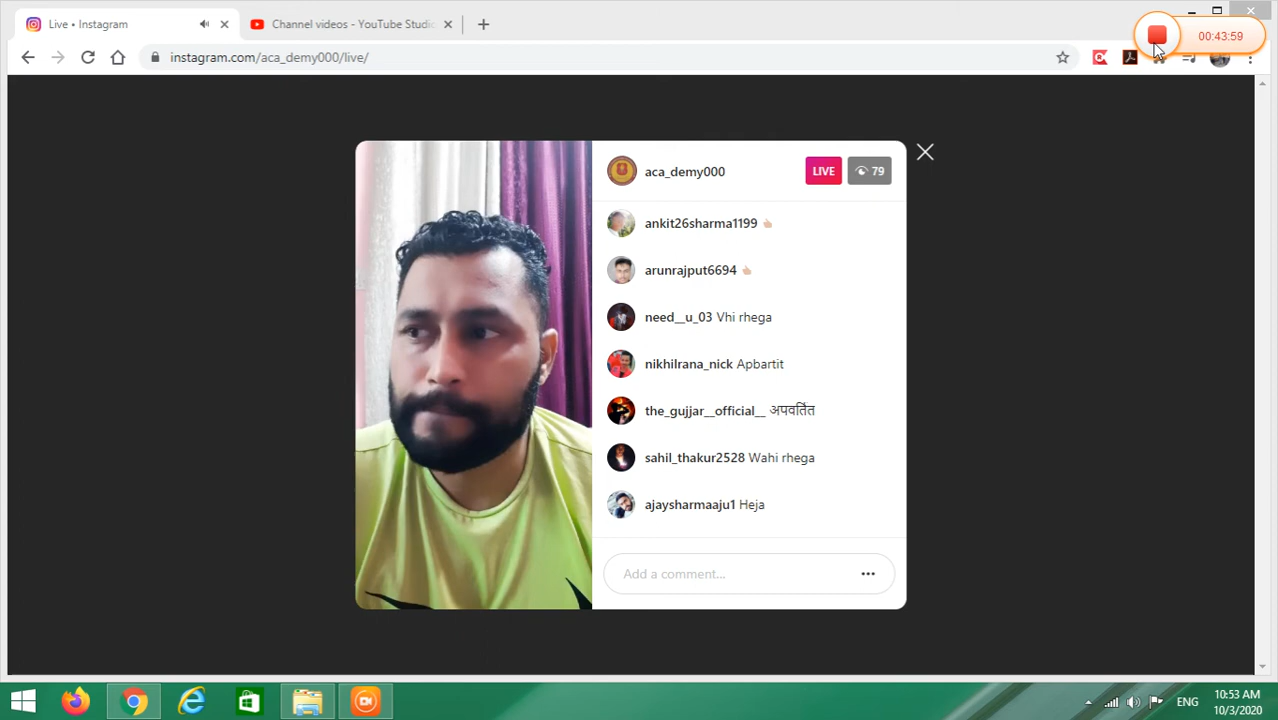 Live • Instagram
Channel videos - YouTube Studi
00:43:59
instagram.com/aca_demy000/live/
aca_demy000 LIVE 79
ankit26sharma1199 👆🏻
arunrajput6694 👆🏻
need__u_03 Vhi rhega
nikhilrana_nick Apbartit
the_gujjar__official__ अपवर्तित
sahil_thakur2528 Wahi rhega
ajaysharmaaju1 Heja
Add a comment... •••
ENG
10:53 AM
10/3/2020